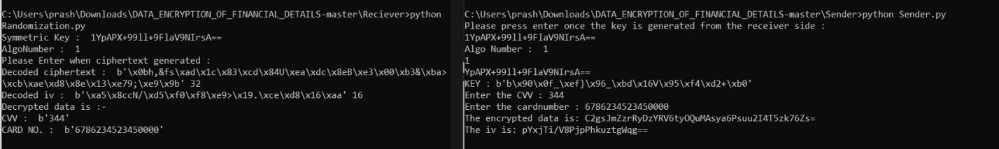 C:\Users\prash\Downloads\DATA_ENCRYPTION_OF_FINANCIAL_DETAILS-master\Reciever>python
Randomization.py
Symmetric Key :  1YpAPX+99ll+9FlaV9NIrsA==
AlgoNumber :  1
Please Enter when ciphertext generated :
Decoded ciphertext :  b'\x0bh,&fs\xad\x1c\x83\xcd\x84U\xea\xdc\x8eB\xe3\x00\xb3&\xba>
\xcb\xae\xd8\x8e\x13\xe79;\xe9\x9b' 32
Decoded iv :  b'\xa5\x8ccN/\xd5\xf0\xf8\xe9>\x19.\xce\xd8\x16\xaa' 16
Decrypted data is :-
CVV :  b'344'
CARD NO. :  b'6786234523450000'
C:\Users\prash\Downloads\DATA_ENCRYPTION_OF_FINANCIAL_DETAILS-master\Sender>python Sender.py
Please press enter once the key is generated from the receiver side :
1YpAPX+99ll+9FlaV9NIrsA==
Algo Number :  1
1
YpAPX+99ll+9FlaV9NIrsA==
KEY : b'b\x90\x0f_\xef}\x96_\xbd\x16V\x95\xf4\xd2+\xb0'
Enter the CVV : 344
Enter the cardnumber : 6786234523450000
The encrypted data is: C2gsJmZzrRyDzYRV6tyOQuMAsya6Psuu2I4T5zk76Zs=
The iv is: pYxjTi/V8PjpPhkuztgWqg==